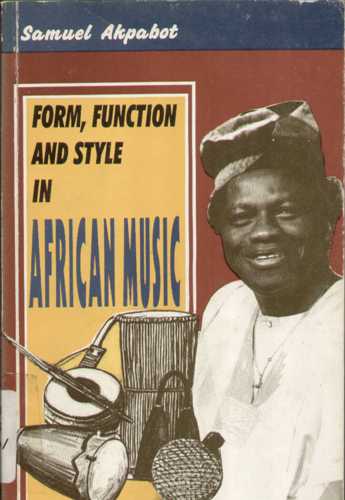 Samuel Akpabot
FORM, FUNCTION
AND STYLE
IN
AFRICAN MUSIC